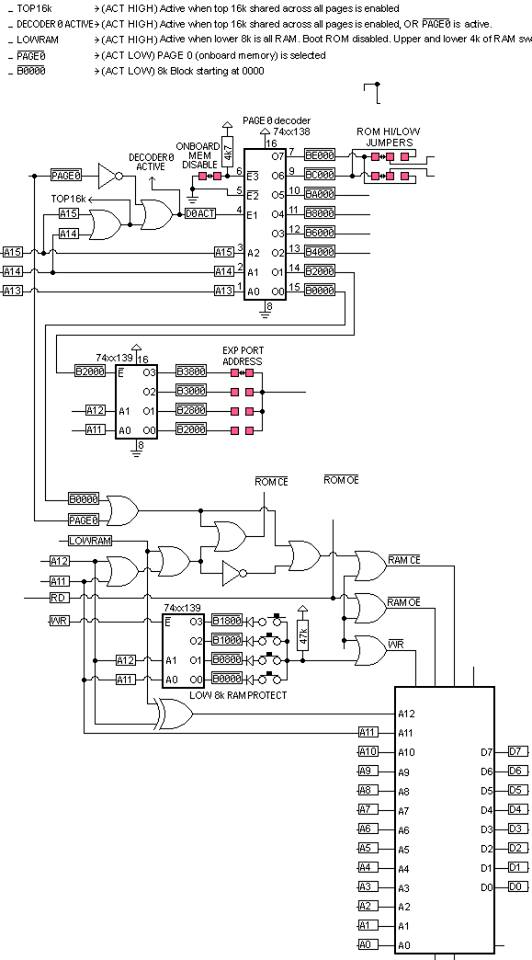 _ TOP16k → (ACT HIGH) Active when top 16k shared across all pages is enabled
_ DECODER 0 ACTIVE → (ACT HIGH) Active when top 16k shared across all pages is enabled, OR PAGE0 is active.
_ LOWRAM → (ACT HIGH) Active when lower 8k is all RAM. Boot ROM disabled. Upper and lower 4k of RAM sw
_ PAGE0 → (ACT LOW) PAGE 0 (onboard memory) is selected
_ B0000 → (ACT LOW) 8k Block starting at 0000
PAGE 0 decoder
74xx138
16
ROM HI/LOW
JUMPERS
ONBOARD
MEM
DISABLE
4k7
DECODER 0
ACTIVE
PAGE0
TOP16k
A15
A14
D0ACT
6 E3
5 E2
4 E1
A15 A15 3 A2
A14 A14 2 A1
A13 A13 1 A0
O7 7 BE000
O6 9 BC000
O5 10 BA000
O4 11 B8000
O3 12 B6000
O2 13 B4000
O1 14 B2000
O0 15 B0000
8
74xx139
16
EXP PORT
ADDRESS
B2000 E O3 B3800
O2 B3000
A12 A1 O1 B2800
A11 A0 O0 B2000
8
ROM CE
ROM OE
B0000
PAGE0
LOWRAM
A12
A11
RD
WR
RAM CE
RAM OE
WR
74xx139
E O3 B1800
O2 B1000
A12 A1 O1 B0800
A11 A0 O0 B0000
47k
LOW 8k RAM PROTECT
A12
A11 A11
A10 A10 D7 D7
A9 A9 D6 D6
A8 A8 D5 D5
A7 A7 D4 D4
A6 A6 D3 D3
A5 A5 D2 D2
A4 A4 D1 D1
A3 A3 D0 D0
A2 A2
A1 A1
A0 A0